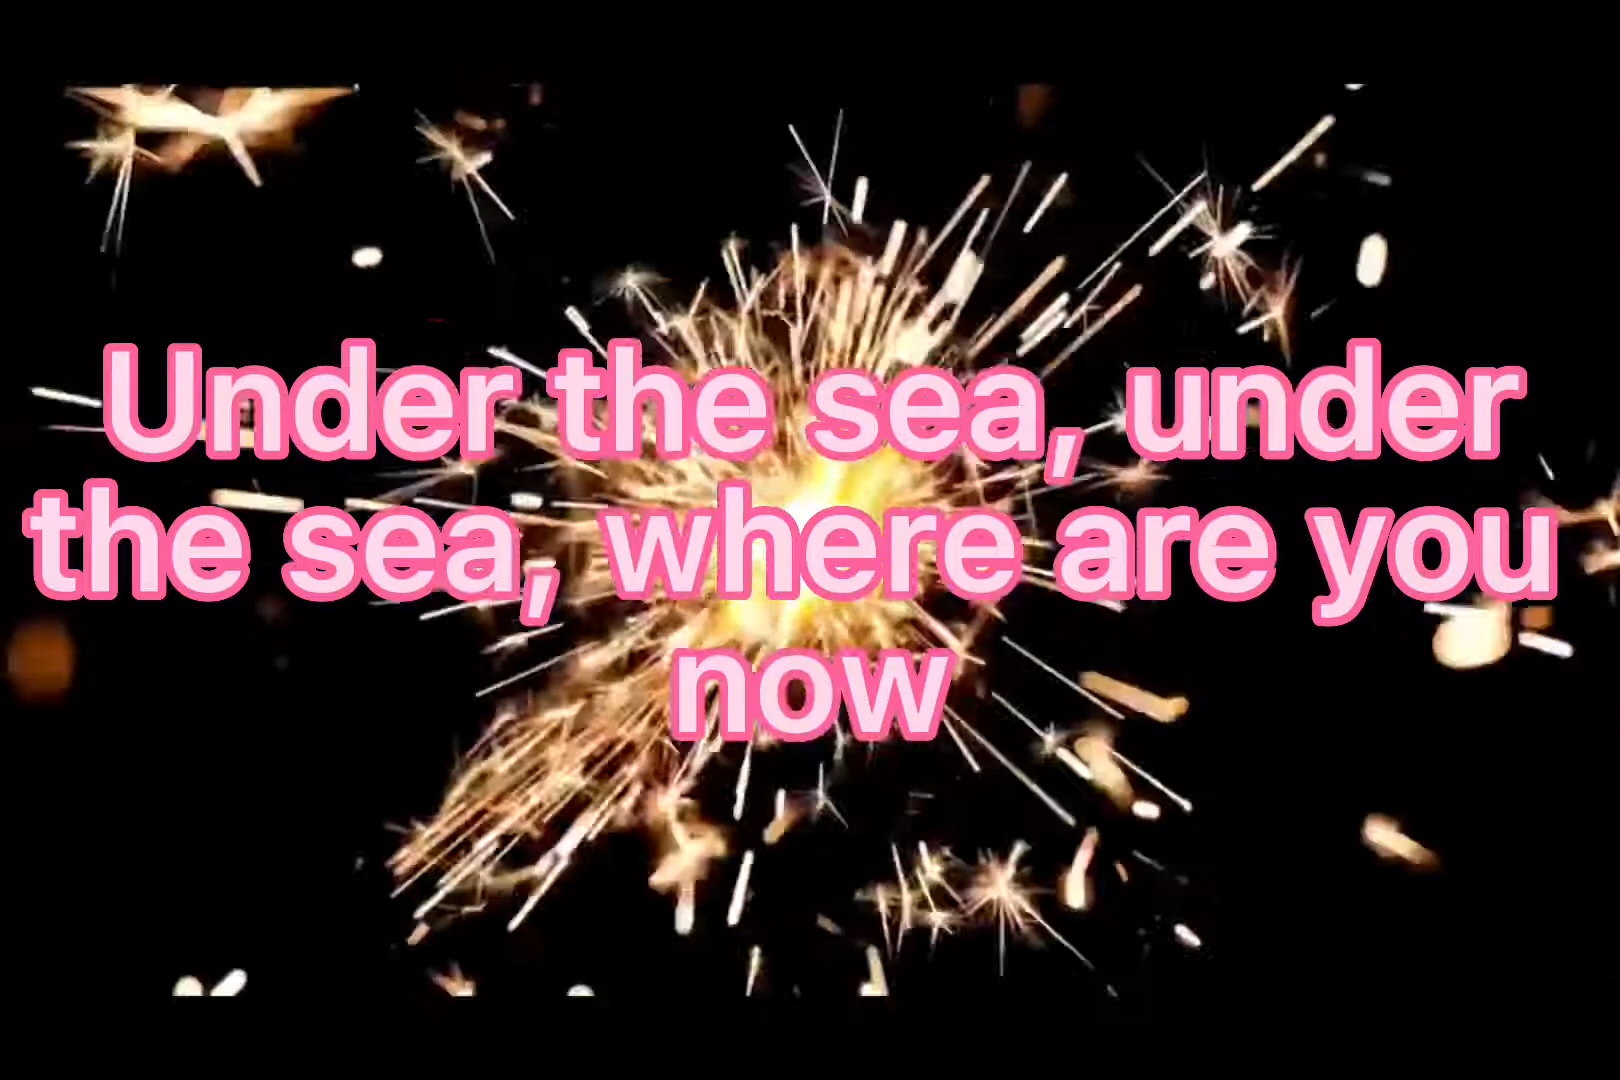 Under the sea, under
the sea, where are you
now